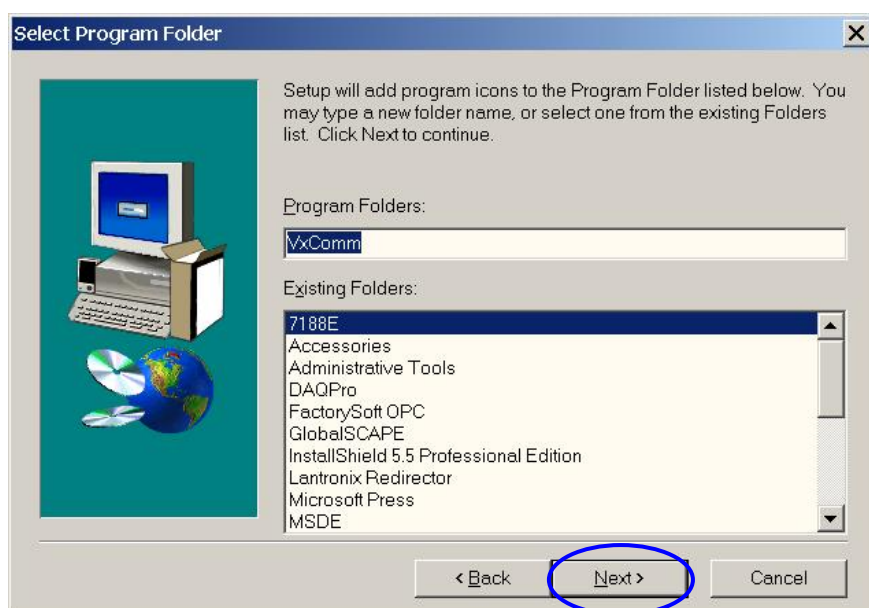 Select Program Folder
Setup will add program icons to the Program Folder listed below. You
may type a new folder name, or select one from the existing Folders
list. Click Next to continue.
Program Folders:
VxComm
Existing Folders:
7188E
Accessories
Administrative Tools
DAQPro
FactorySoft OPC
GlobalSCAPE
InstallShield 5.5 Professional Edition
Lantronix Redirector
Microsoft Press
MSDE
< Back
Next >
Cancel